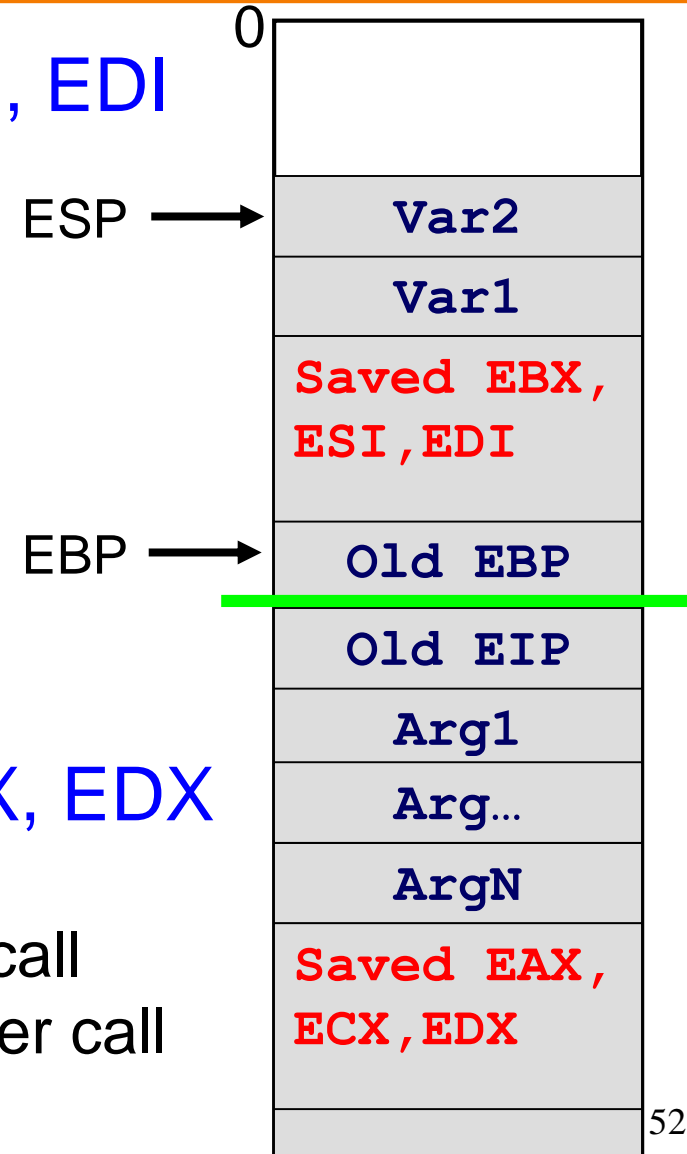 0
, EDI
ESP
Var2
Var1
Saved EBX,
ESI,EDI
EBP
Old EBP
Old EIP
Arg1
X, EDX
Arg…
ArgN
call
Saved EAX,
er call
ECX,EDX
52